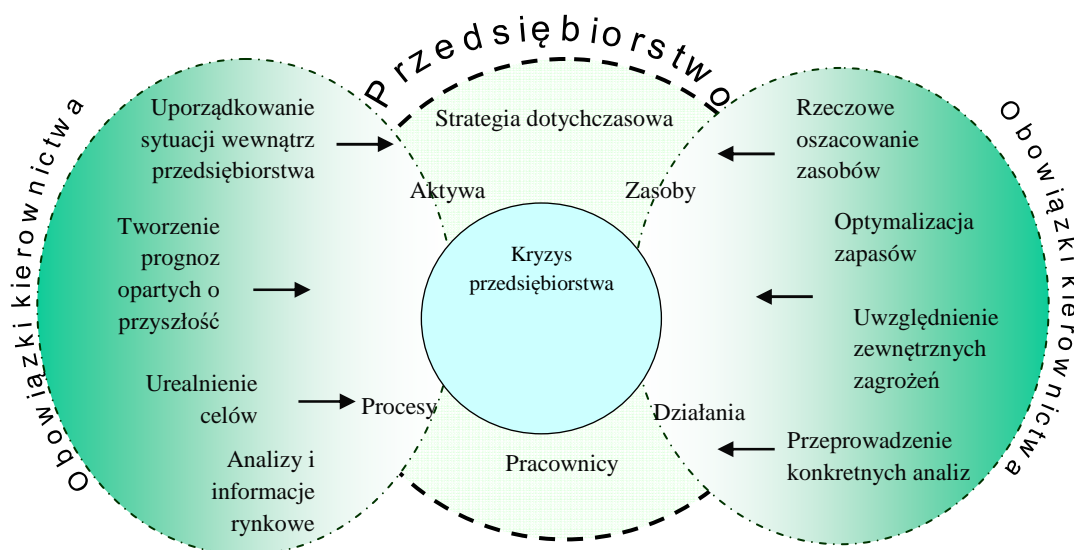 Przedsiębiorstwo
Obowiązki kierownictwa
Uporządkowanie
sytuacji wewnątrz
przedsiębiorstwa
Tworzenie
prognoz
opartych o
przyszłość
Urealnienie
celów
Analizy i
informacje
rynkowe
Strategia dotychczasowa
Aktywa
Zasoby
Kryzys
przedsiębiorstwa
Procesy
Działania
Pracownicy
Rzeczowe
oszacowanie
zasobów
Optymalizacja
zapasów
Uwzględnienie
zewnętrznych
zagrożeń
Przeprowadzenie
konkretnych analiz
Obowiązki kierownictwa